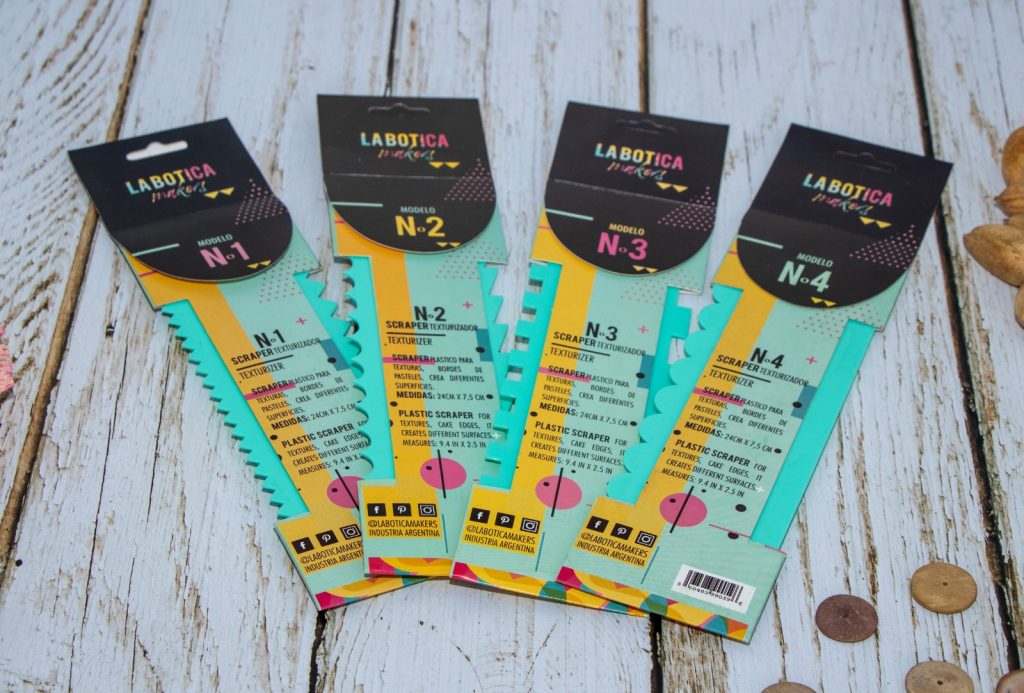 LABOTICA
makers
MODELO
No1
No1
SCRAPER TEXTURIZADOR
TEXTURIZER
SCRAPER PLASTICO PARA
TEXTURAS, BORDES DE
PASTELES, CREA DIFERENTES
SUPERFICIES.
MEDIDAS: 24CM X 7,5 CM
PLASTIC SCRAPER FOR
TEXTURES, CAKE EDGES, IT
CREATES DIFFERENT SURFACES.
MEASURES: 9.4 IN X 2.5 IN
@LABOTICAMAKERS
INDUSTRIA ARGENTINA
LABOTICA
makers
MODELO
No2
No2
SCRAPER TEXTURIZADOR
TEXTURIZER
SCRAPER PLASTICO PARA
TEXTURAS, BORDES DE
PASTELES, CREA DIFERENTES
SUPERFICIES.
MEDIDAS: 24CM X 7,5 CM
PLASTIC SCRAPER FOR
TEXTURES, CAKE EDGES, IT
CREATES DIFFERENT SURFACES.
MEASURES: 9.4 IN X 2.5 IN
@LABOTICAMAKERS
INDUSTRIA ARGENTINA
LABOTICA
makers
MODELO
No3
No3
SCRAPER TEXTURIZADOR
TEXTURIZER
SCRAPER PLASTICO PARA
TEXTURAS, BORDES DE
PASTELES, CREA DIFERENTES
SUPERFICIES.
MEDIDAS: 24CM X 7,5 CM
PLASTIC SCRAPER FOR
TEXTURES, CAKE EDGES, IT
CREATES DIFFERENT SURFACES.
MEASURES: 9.4 IN X 2.5 IN
@LABOTICAMAKERS
INDUSTRIA ARGENTINA
LABOTICA
makers
MODELO
No4
No4
SCRAPER TEXTURIZADOR
TEXTURIZER
SCRAPER PLASTICO PARA
TEXTURAS, BORDES DE
PASTELES, CREA DIFERENTES
SUPERFICIES.
MEDIDAS: 24CM X 7,5 CM
PLASTIC SCRAPER FOR
TEXTURES, CAKE EDGES, IT
CREATES DIFFERENT SURFACES.
MEASURES: 9.4 IN X 2.5 IN
@LABOTICAMAKERS
INDUSTRIA ARGENTINA